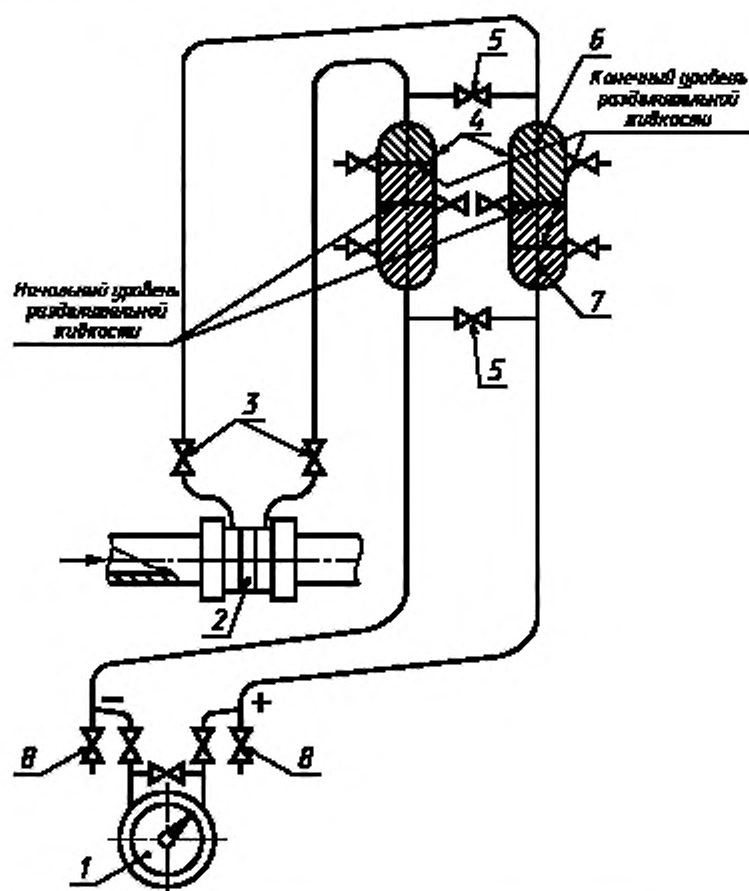 5
6
Конечный уровень
разделительной
жидкости
4
Начальный уровень
разделительной
жидкости
7
5
3
2
8
8
1